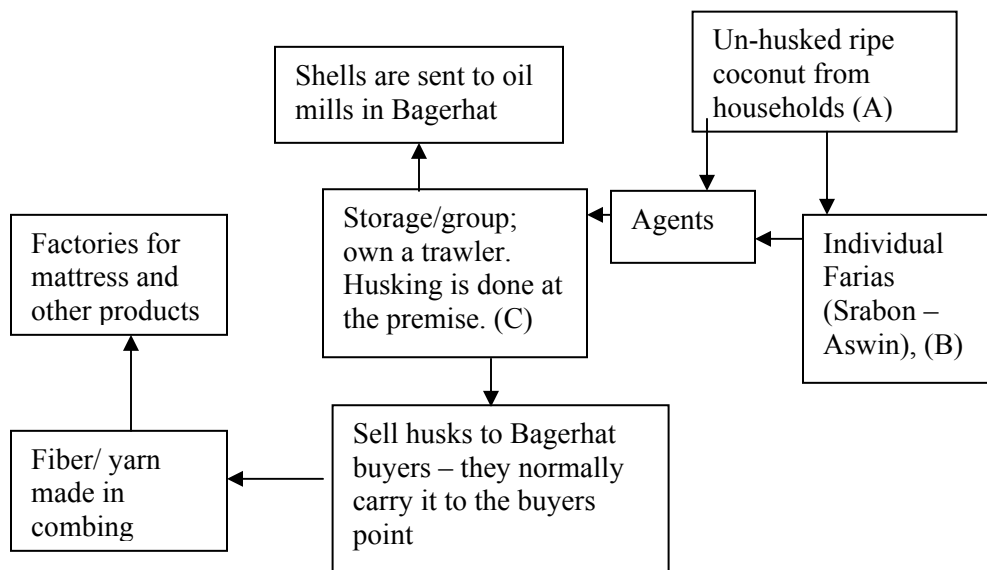 Un-husked ripe
coconut from
households (A)
Shells are sent to oil
mills in Bagerhat
Agents
Storage/group;
own a trawler.
Husking is done at
the premise. (C)
Individual
Farias
(Srabon –
Aswin), (B)
Factories for
mattress and
other products
Sell husks to Bagerhat
buyers – they normally
carry it to the buyers
point
Fiber/ yarn
made in
combing